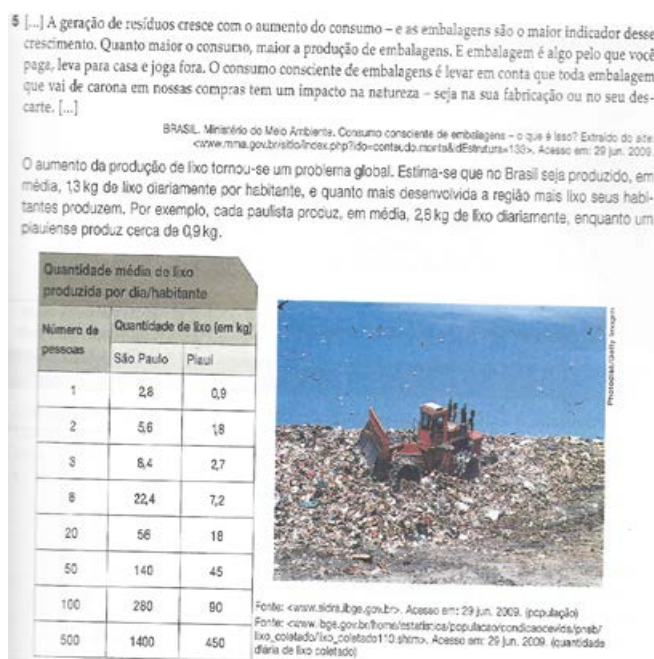 5 [...] A geração de resíduos cresce com o aumento do consumo – e as embalagens são o maior indicador desse
crescimento. Quanto maior o consumo, maior a produção de embalagens. E embalagem é algo pelo que você
paga, leva para casa e joga fora. O consumo consciente de embalagens é levar em conta que toda embalagem
que vai de carona em nossas compras tem um impacto na natureza – seja na sua fabricação ou no seu des-
carte. [...]
BRASIL. Ministério do Meio Ambiente. Consumo consciente de embalagens – o que é isso? Extraído do site:
<www.mma.gov.br/sitio/index.php?ido=conteudo.monta&idEstrutura=133>. Acesso em: 29 jun. 2009.
O aumento da produção de lixo tornou-se um problema global. Estima-se que no Brasil seja produzido, em
média, 1,3 kg de lixo diariamente por habitante, e quanto mais desenvolvida a região mais lixo seus habi-
tantes produzem. Por exemplo, cada paulista produz, em média, 2,8 kg de lixo diariamente, enquanto um
piauiense produz cerca de 0,9 kg.
Quantidade média de lixo
produzida por dia/habitante
Número de pessoas Quantidade de lixo (em kg)
São Paulo Piauí
1 2,8 0,9
2 5,6 1,8
3 8,4 2,7
8 22,4 7,2
20 56 18
50 140 45
100 280 90
500 1400 450
Photodisk/Getty Images
Fonte: <www.sidra.ibge.gov.br>. Acesso em: 29 jun. 2009. (população)
Fonte: <www.ibge.gov.br/home/estatistica/populacao/condicaodevida/pnsb/
lixo_coletado/lixo_coletado110.shtm>. Acesso em: 29 jun. 2009. (quantidade
diária de lixo coletado)